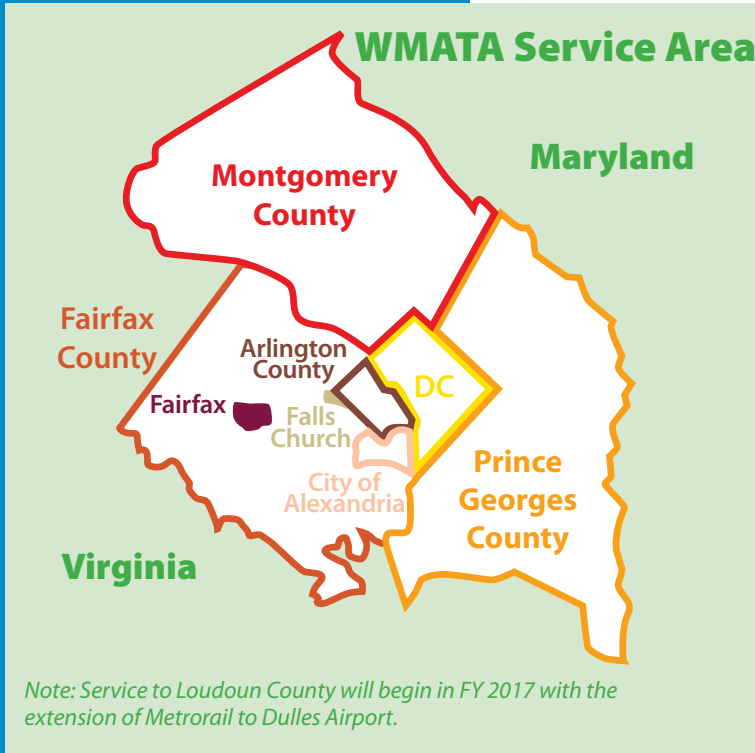 WMATA Service Area
Maryland
Montgomery
County
Fairfax
County
Arlington
County
DC
Fairfax
Falls
Church
Prince
Georges
County
City of
Alexandria
Virginia
Note: Service to Loudoun County will begin in FY 2017 with the
extension of Metrorail to Dulles Airport.